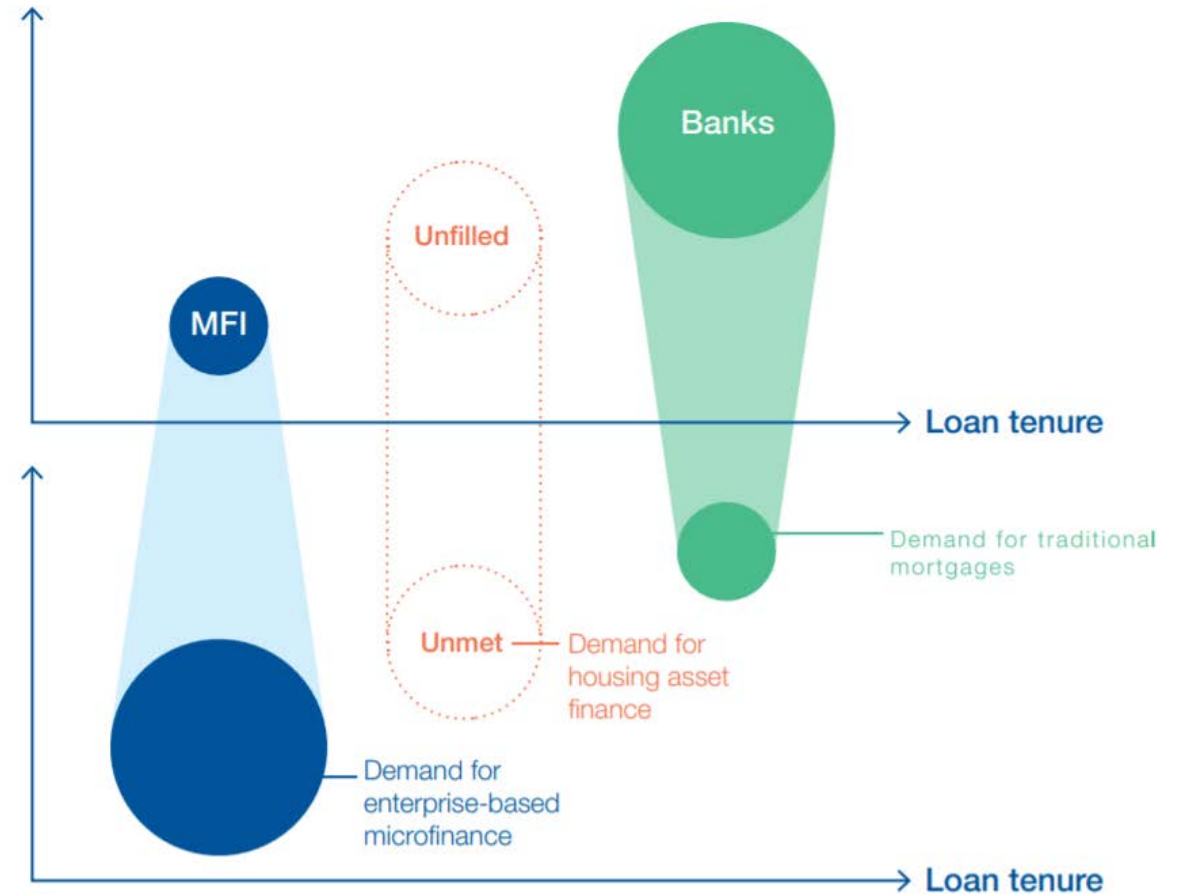 Banks
Unfilled
MFI
Loan tenure
Demand for traditional
mortgages
Unmet
Demand for
housing asset
finance
Demand for
enterprise-based
microfinance
Loan tenure